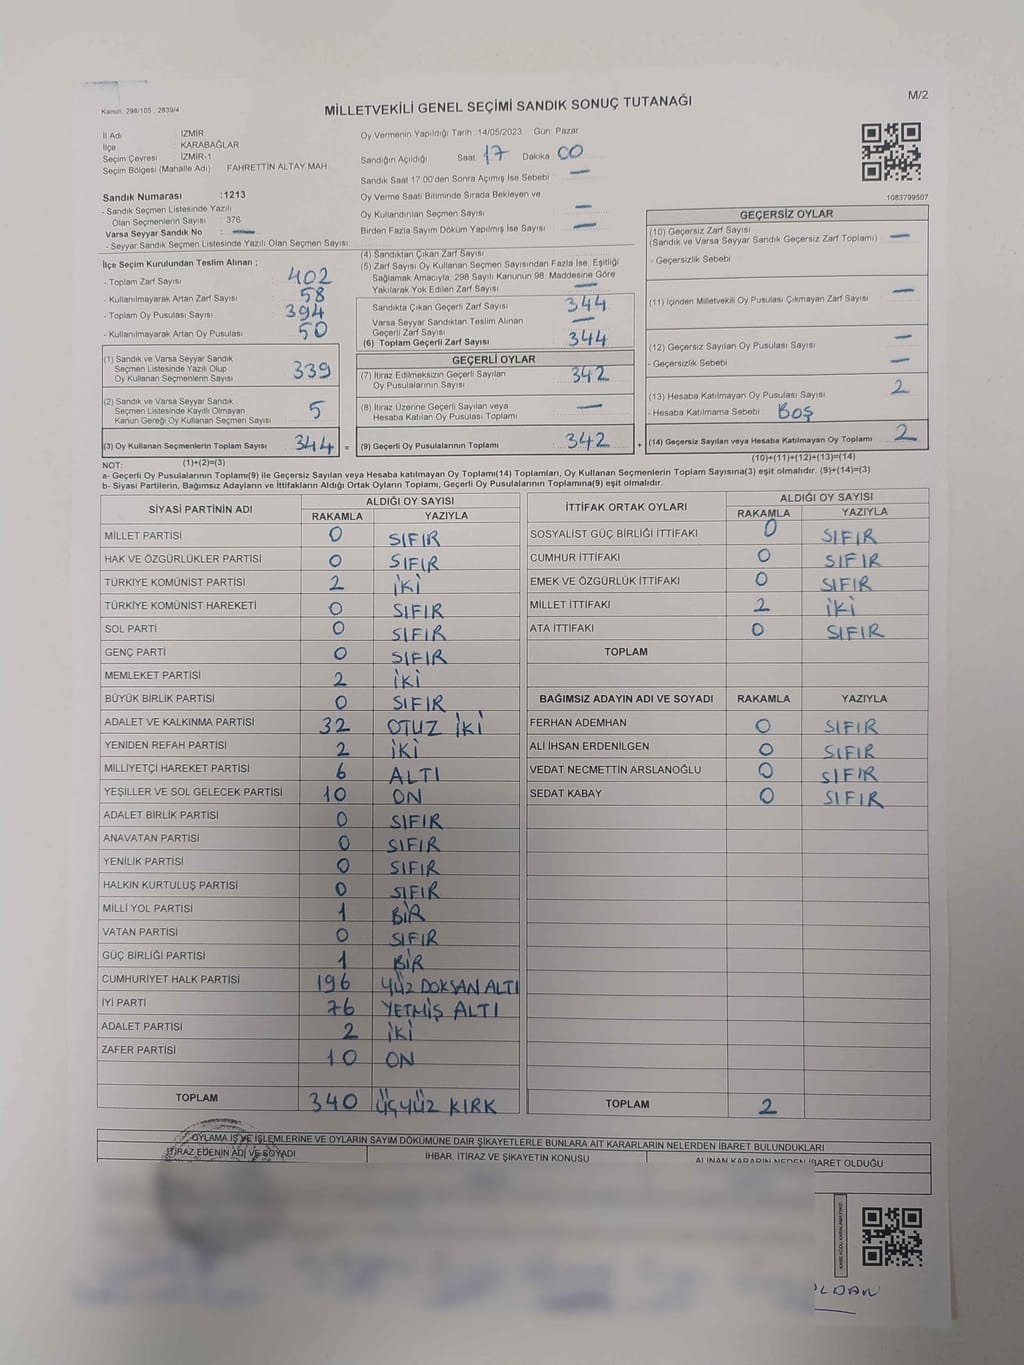 Kanun: 298/105 , 2839/4
MİLLETVEKİLİ GENEL SEÇİMİ SANDIK SONUÇ TUTANAĞI
M/2
İl Adı : İZMİR
İlçe : KARABAĞLAR
Seçim Çevresi : İZMİR-1
Seçim Bölgesi (Mahalle Adı) : FAHRETTİN ALTAY MAH
Sandık Numarası : 1213
- Sandık Seçmen Listesinde Yazılı
Olan Seçmenlerin Sayısı : 376
Varsa Seyyar Sandık No : —
- Seyyar Sandık Seçmen Listesinde Yazılı Olan Seçmen Sayısı:
Oy Vermenin Yapıldığı Tarih :14/05/2023 Gün: Pazar
Sandığın Açıldığı Saat 17 Dakika 00
Sandık Saat 17:00'den Sonra Açılmış İse Sebebi : —
Oy Verme Saati Bitiminde Sırada Bekleyen ve
Oy Kullandırılan Seçmen Sayısı : —
Birden Fazla Sayım Döküm Yapılmış İse Sayısı : —
1083799507
İlçe Seçim Kurulundan Teslim Alınan ;
- Toplam Zarf Sayısı : 402
- Kullanılmayarak Artan Zarf Sayısı : 58
- Toplam Oy Pusulası Sayısı : 394
- Kullanılmayarak Artan Oy Pusulası : 50
(1) Sandık ve Varsa Seyyar Sandık
Seçmen Listesinde Yazılı Olup
Oy Kullanan Seçmenlerin Sayısı : 339
(2) Sandık ve Varsa Seyyar Sandık
Seçmen Listesinde Kayıtlı Olmayan
Kanun Gereği Oy Kullanan Seçmen Sayısı : 5
(3) Oy Kullanan Seçmenlerin Toplam Sayısı : 344 =
(1)+(2)=(3)
(4) Sandıktan Çıkan Zarf Sayısı :
(5) Zarf Sayısı Oy Kullanan Seçmen Sayısından Fazla İse, Eşitliği
Sağlamak Amacıyla, 298 Sayılı Kanunun 98. Maddesine Göre
Yakılarak Yok Edilen Zarf Sayısı : —
Sandıkta Çıkan Geçerli Zarf Sayısı : 344
Varsa Seyyar Sandıktan Teslim Alınan
Geçerli Zarf Sayısı : —
(6) Toplam Geçerli Zarf Sayısı : 344
GEÇERLİ OYLAR
(7) İtiraz Edilmeksizin Geçerli Sayılan
Oy Pusulalarının Sayısı : 342
(8) İtiraz Üzerine Geçerli Sayılan veya
Hesaba Katılan Oy Pusulası Toplamı : —
(9) Geçerli Oy Pusulalarının Toplamı : 342 +
GEÇERSİZ OYLAR
(10) Geçersiz Zarf Sayısı
(Sandık ve Varsa Seyyar Sandık Geçersiz Zarf Toplamı) : —
- Geçersizlik Sebebi :
(11) İçinden Milletvekili Oy Pusulası Çıkmayan Zarf Sayısı : —
(12) Geçersiz Sayılan Oy Pusulası Sayısı : —
- Geçersizlik Sebebi : —
(13) Hesaba Katılmayan Oy Pusulası Sayısı : 2
- Hesaba Katılmama Sebebi : BOŞ
(14) Geçersiz Sayılan veya Hesaba Katılmayan Oy Toplamı : 2
(10)+(11)+(12)+(13)=(14)
NOT:
a- Geçerli Oy Pusulalarının Toplamı(9) ile Geçersiz Sayılan veya Hesaba katılmayan Oy Toplamı(14) Toplamları, Oy Kullanan Seçmenlerin Toplam Sayısına(3) eşit olmalıdır. (9)+(14)=(3)
b- Siyasi Partilerin, Bağımsız Adayların ve İttifakların Aldığı Ortak Oyların Toplamı, Geçerli Oy Pusulalarının Toplamına(9) eşit olmalıdır.
SİYASİ PARTİNİN ADI ALDIĞI OY SAYISI
RAKAMLA YAZIYLA
MİLLET PARTİSİ 0 SIFIR
HAK VE ÖZGÜRLÜKLER PARTİSİ 0 SIFIR
TÜRKİYE KOMÜNİST PARTİSİ 2 İKİ
TÜRKİYE KOMÜNİST HAREKETİ 0 SIFIR
SOL PARTİ 0 SIFIR
GENÇ PARTİ 0 SIFIR
MEMLEKET PARTİSİ 2 İKİ
BÜYÜK BİRLİK PARTİSİ 0 SIFIR
ADALET VE KALKINMA PARTİSİ 32 OTUZ İKİ
YENİDEN REFAH PARTİSİ 2 İKİ
MİLLİYETÇİ HAREKET PARTİSİ 6 ALTI
YEŞİLLER VE SOL GELECEK PARTİSİ 10 ON
ADALET BİRLİK PARTİSİ 0 SIFIR
ANAVATAN PARTİSİ 0 SIFIR
YENİLİK PARTİSİ 0 SIFIR
HALKIN KURTULUŞ PARTİSİ 0 SIFIR
MİLLİ YOL PARTİSİ 1 BİR
VATAN PARTİSİ 0 SIFIR
GÜÇ BİRLİĞİ PARTİSİ 1 BİR
CUMHURİYET HALK PARTİSİ 196 YÜZ DOKSAN ALTI
İYİ PARTİ 76 YETMİŞ ALTI
ADALET PARTİSİ 2 İKİ
ZAFER PARTİSİ 10 ON
TOPLAM 340 ÜÇYÜZ KIRK
İTTİFAK ORTAK OYLARI ALDIĞI OY SAYISI
RAKAMLA YAZIYLA
SOSYALİST GÜÇ BİRLİĞİ İTTİFAKI 0 SIFIR
CUMHUR İTTİFAKI 0 SIFIR
EMEK VE ÖZGÜRLÜK İTTİFAKI 0 SIFIR
MİLLET İTTİFAKI 2 İKİ
ATA İTTİFAKI 0 SIFIR
TOPLAM
BAĞIMSIZ ADAYIN ADI VE SOYADI RAKAMLA YAZIYLA
FERHAN ADEMHAN 0 SIFIR
ALİ İHSAN ERDENİLGEN 0 SIFIR
VEDAT NECMETTİN ARSLANOĞLU 0 SIFIR
SEDAT KABAY 0 SIFIR
TOPLAM 2
OYLAMA İŞ VE İŞLEMLERİNE VE OYLARIN SAYIM DÖKÜMÜNE DAİR ŞİKAYETLERLE BUNLARA AİT KARARLARIN NELERDEN İBARET BULUNDUKLARI
İTİRAZ EDENİN ADI VE SOYADI İHBAR, İTİRAZ VE ŞİKAYETİN KONUSU ALINAN KARARIN NEDEN İBARET OLDUĞU